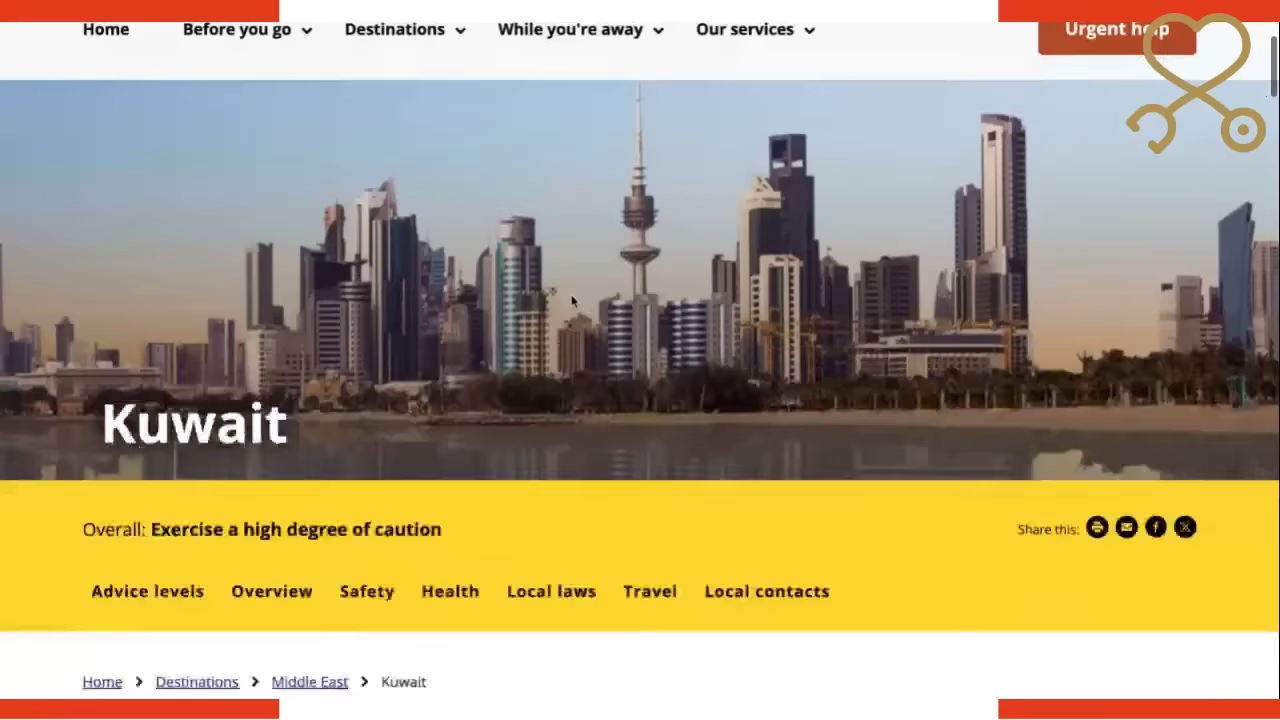 Home Before you go Destinations While you're away Our services Urgent help
Kuwait
Overall: Exercise a high degree of caution
Share this:
Advice levels Overview Safety Health Local laws Travel Local contacts
Home Destinations Middle East Kuwait